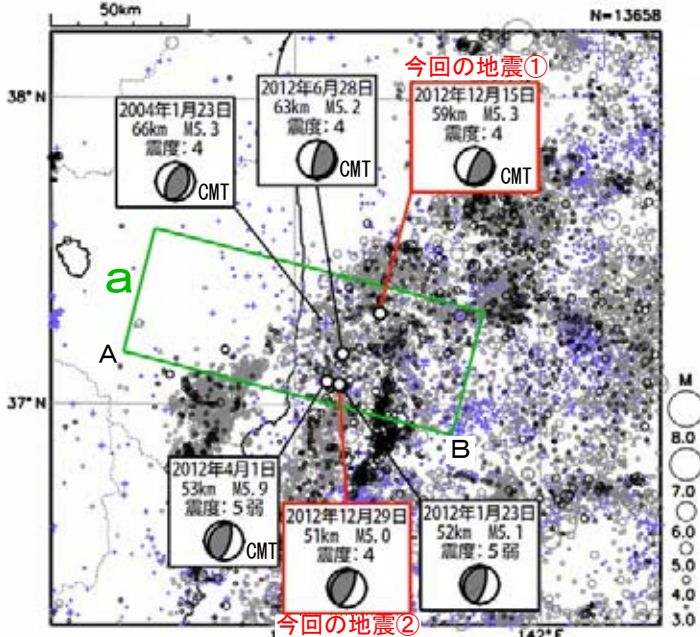 50km
N=13658
今回の地震①
38°N
2004年1月23日
66km M5.3
震度:4
CMT
2012年6月28日
63km M5.2
震度:4
CMT
2012年12月15日
59km M5.3
震度:4
CMT
a
A
37°N
B
M
8.0
7.0
6.0
5.0
4.0
3.0
2012年4月1日
53km M5.9
震度:5弱
CMT
2012年12月29日
51km M5.0
震度:4
2012年1月23日
52km M5.1
震度:5弱
今回の地震②
142°E